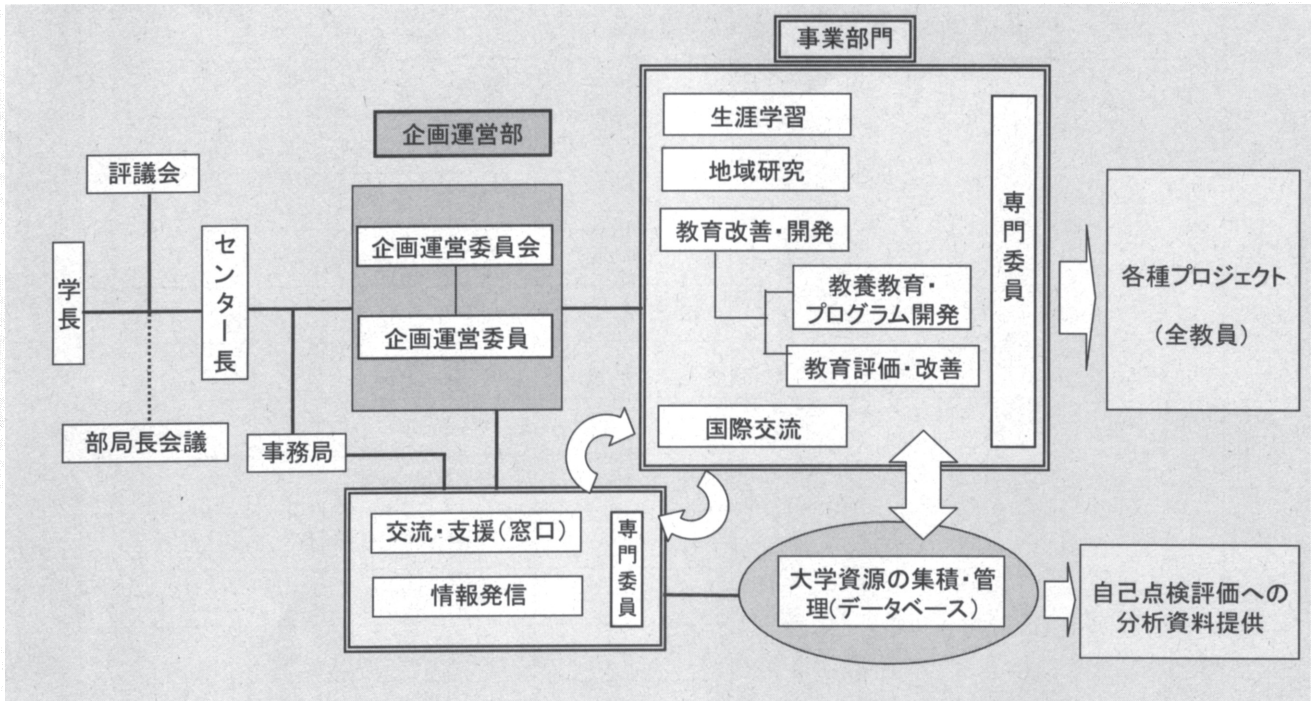 事業部門
企画運営部
評議会
学長
センター長
部局長会議
事務局
企画運営委員会
企画運営委員
生涯学習
地域研究
教育改善・開発
教養教育・
プログラム開発
教育評価・改善
国際交流
専門委員
各種プロジェクト
(全教員)
交流・支援(窓口)
情報発信
専門委員
大学資源の集積・管
理(データベース)
自己点検評価への
分析資料提供